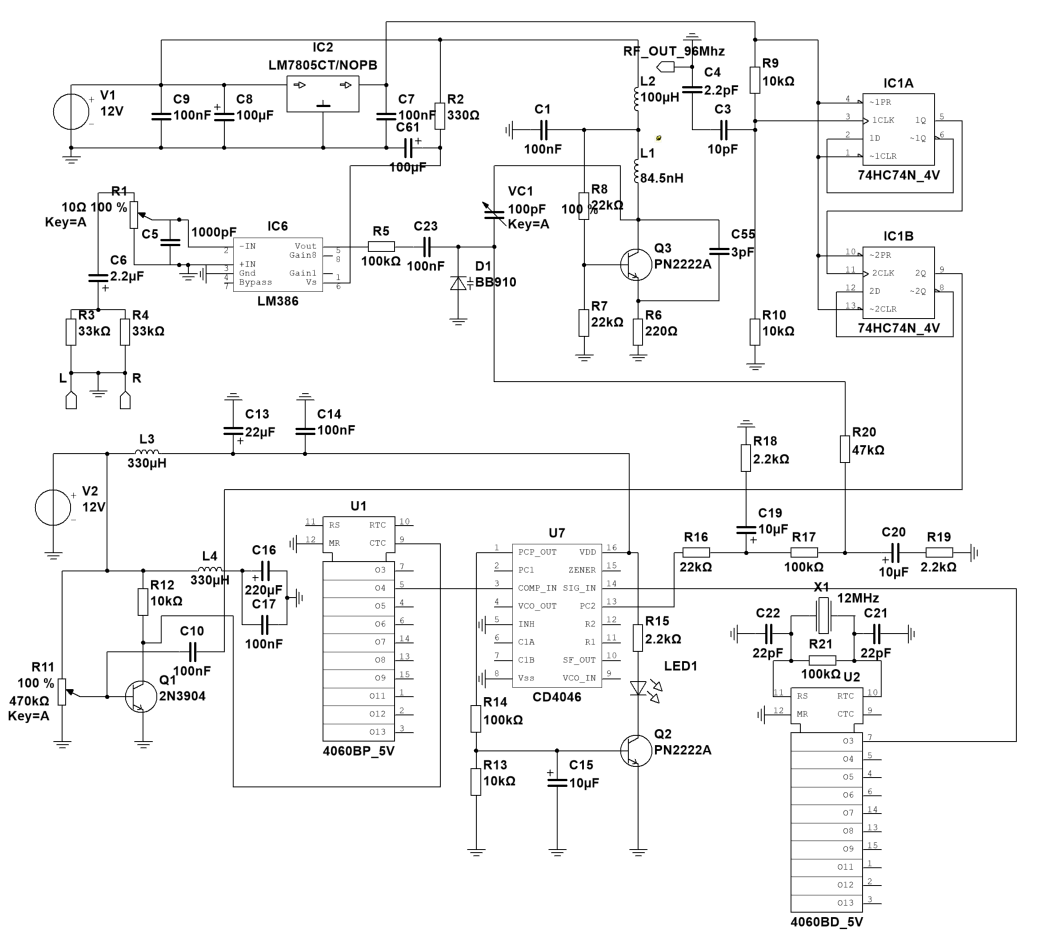 IC2
LM7805CT/NOPB
V1
12V
C9
100nF
C8
100µF
C7
100nF
R2
330Ω
C61
100µF
RF_OUT_96Mhz
L2
100µH
C4
2.2pF
C3
10pF
R9
10kΩ
C1
100nF
L1
84.5nH
IC1A
~1PR
1CLK
1D
~1CLR
1Q
~1Q
4
3
2
1
5
6
74HC74N_4V
R1
10Ω 100 %
Key=A
C5
1000pF
C6
2.2µF
R3
33kΩ
R4
33kΩ
L
R
IC6
-IN
+IN
Gnd
Bypass
Vout
Gain8
Gain1
Vs
2
3
4
7
5
8
1
6
LM386
R5
100kΩ
C23
100nF
D1
BB910
VC1
100pF
Key=A
R8
22kΩ
100 %
Q3
PN2222A
C55
3pF
R7
22kΩ
R6
220Ω
R10
10kΩ
IC1B
~2PR
2CLK
2D
~2CLR
2Q
~2Q
10
11
12
13
9
8
74HC74N_4V
L3
330µH
C13
22µF
C14
100nF
V2
12V
R18
2.2kΩ
R20
47kΩ
C19
10µF
R16
22kΩ
R17
100kΩ
C20
10µF
R19
2.2kΩ
L4
330µH
C16
220µF
C17
100nF
R12
10kΩ
C10
100nF
R11
100 %
470kΩ
Key=A
Q1
2N3904
U1
RS
MR
RTC
CTC
O3
O4
O5
O6
O7
O8
O9
O11
O12
O13
11
12
10
9
7
5
4
6
14
13
15
1
2
3
4060BP_5V
U7
PCP_OUT
PC1
COMP_IN
VCO_OUT
INH
C1A
C1B
Vss
VDD
ZENER
SIG_IN
PC2
R2
R1
SF_OUT
VCO_IN
1
2
3
4
5
6
7
8
16
15
14
13
12
11
10
9
CD4046
R15
2.2kΩ
LED1
R14
100kΩ
R13
10kΩ
C15
10µF
Q2
PN2222A
X1
12MHz
C22
22pF
C21
22pF
R21
100kΩ
U2
RS
MR
RTC
CTC
O3
O4
O5
O6
O7
O8
O9
O11
O12
O13
11
12
10
9
7
5
4
6
14
13
15
1
2
3
4060BD_5V